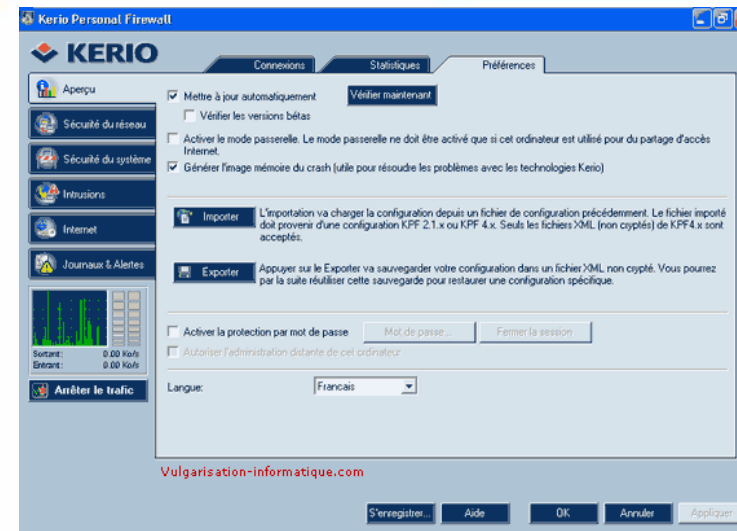 Kerio Personal Firewall
KERIO
Connexions
Statistiques
Préférences
Aperçu
Sécurité du réseau
Sécurité du système
Intrusions
Internet
Journaux & Alertes
Sortant: 0.00 Ko/s
Entrant: 0.00 Ko/s
Arrêter le trafic
Mettre à jour automatiquement
Vérifier maintenant
Vérifier les versions bétas
Activer le mode passerelle. Le mode passerelle ne doit être activé que si cet ordinateur est utilisé pour du partage d'accès
Internet.
Générer l'image mémoire du crash (utile pour résoudre les problèmes avec les technologies Kerio)
Importer
L'importation va charger la configuration depuis un fichier de configuration précédemment. Le fichier importé
doit provenir d'une configuration KPF 2.1.x ou KPF 4.x. Seuls les fichiers XML (non cryptés) de KPF4.x sont
acceptés.
Exporter
Appuyer sur le Exporter va sauvegarder votre configuration dans un fichier XML non crypté. Vous pourrez
par la suite réutiliser cette sauvegarde pour restaurer une configuration spécifique.
Activer la protection par mot de passe
Mot de passe...
Fermer la session
Autoriser l'administration distante de cet ordinateur
Langue:
Francais
Vulgarisation-informatique.com
S'enregistrer...
Aide
OK
Annuler
Appliquer